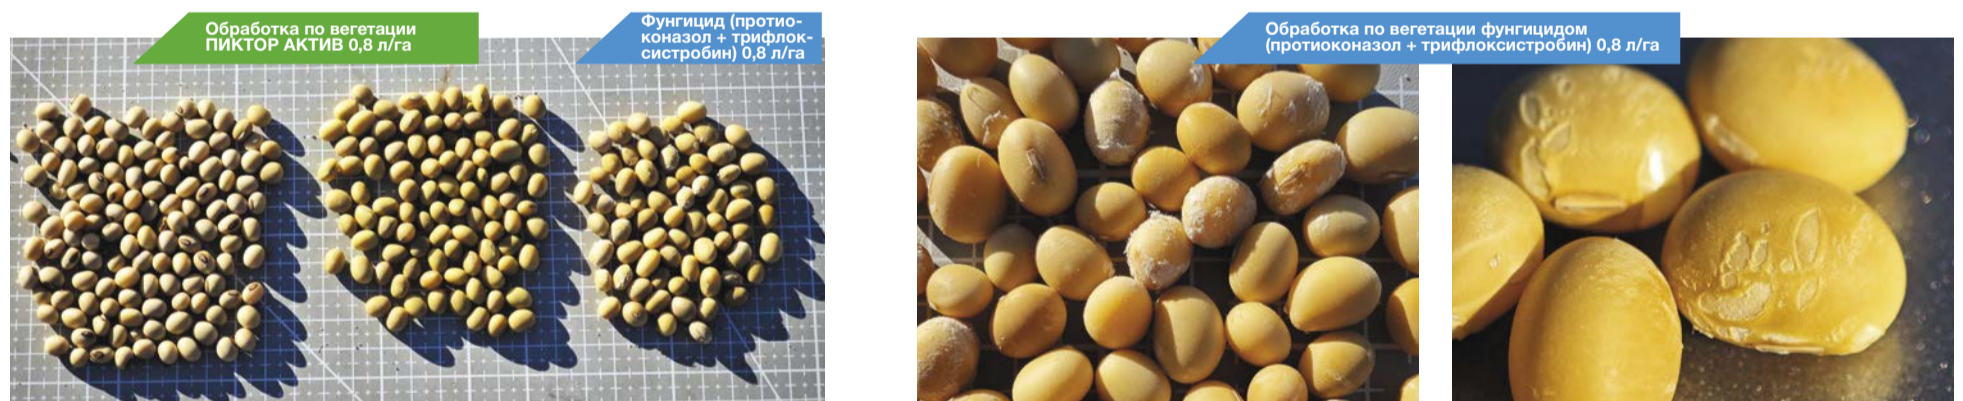 Обработка по вегетации
ПИКТОР АКТИВ 0,8 л/га
Фунгицид (протио-
коназол + трифлок-
систробин) 0,8 л/га
Обработка по вегетации фунгицидом
(протиоконазол + трифлоксистробин) 0,8 л/га